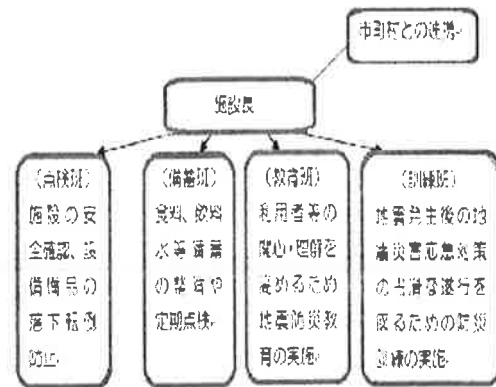 市町村との連携
施設長
（点検班）
施設の安
全確認、設
備備品の
落下転倒
防止
（備蓄班）
食料、飲料
水等備蓄
の整備や
定期点検
（教育班）
利用者等の
関心・理解を
高めるため
地震防災教
育の実施
（訓練班）
地震発生後の地
震災害応急対策
の円滑な遂行を
図るための防災
訓練の実施